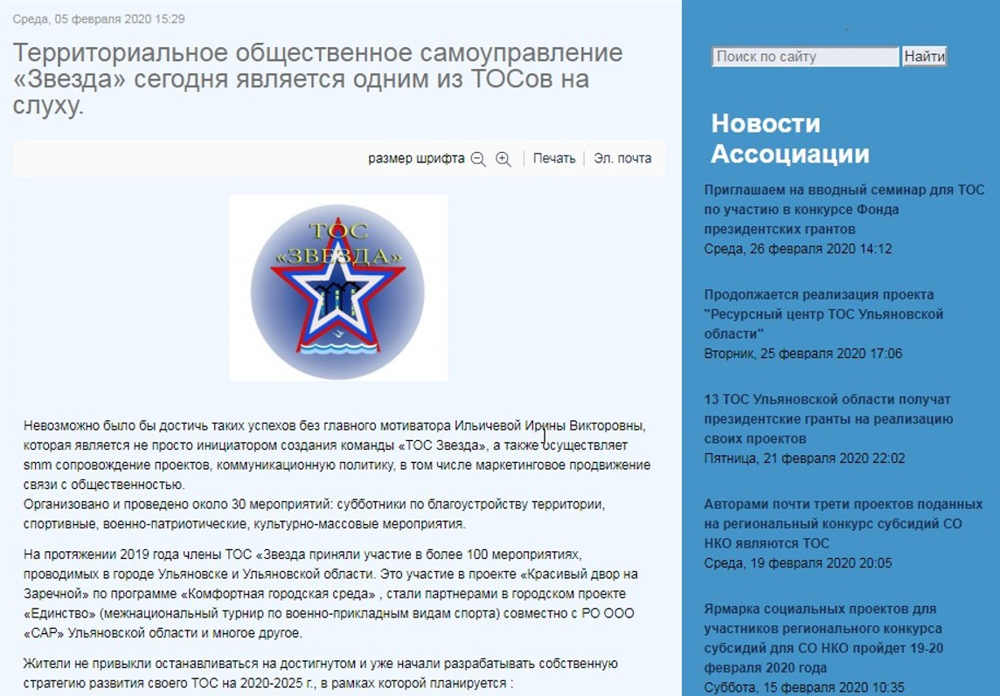 Среда, 05 февраля 2020 15:29
Территориальное общественное самоуправление
«Звезда» сегодня является одним из ТОСов на
слуху.
размер шрифта
Печать
Эл. почта
ТОС
«ЗВЕЗДА»
Невозможно было бы достичь таких успехов без главного мотиватора Ильичевой Ирины Викторовны,
которая является не просто инициатором создания команды «ТОС Звезда», а также осуществляет
smm сопровождение проектов, коммуникационную политику, в том числе маркетинговое продвижение
связи с общественностью.
Организовано и проведено около 30 мероприятий: субботники по благоустройству территории,
спортивные, военно-патриотические, культурно-массовые мероприятия.
На протяжении 2019 года члены ТОС «Звезда приняли участие в более 100 мероприятиях,
проводимых в городе Ульяновске и Ульяновской области. Это участие в проекте «Красивый двор на
Заречной» по программе «Комфортная городская среда» , стали партнерами в городском проекте
«Единство» (межнациональный турнир по военно-прикладным видам спорта) совместно с РО ООО
«САР» Ульяновской области и многое другое.
Жители не привыкли останавливаться на достигнутом и уже начали разрабатывать собственную
стратегию развития своего ТОС на 2020-2025 г., в рамках которой планируется :
Поиск по сайту
Найти
Новости
Ассоциации
Приглашаем на вводный семинар для ТОС
по участию в конкурсе Фонда
президентских грантов
Среда, 26 февраля 2020 14:12
Продолжается реализация проекта
"Ресурсный центр ТОС Ульяновской
области"
Вторник, 25 февраля 2020 17:06
13 ТОС Ульяновской области получат
президентские гранты на реализацию
своих проектов
Пятница, 21 февраля 2020 22:02
Авторами почти трети проектов поданных
на региональный конкурс субсидий СО
НКО являются ТОС
Среда, 19 февраля 2020 20:05
Ярмарка социальных проектов для
участников регионального конкурса
субсидий для СО НКО пройдет 19-20
февраля 2020 года
Суббота, 15 февраля 2020 10:35